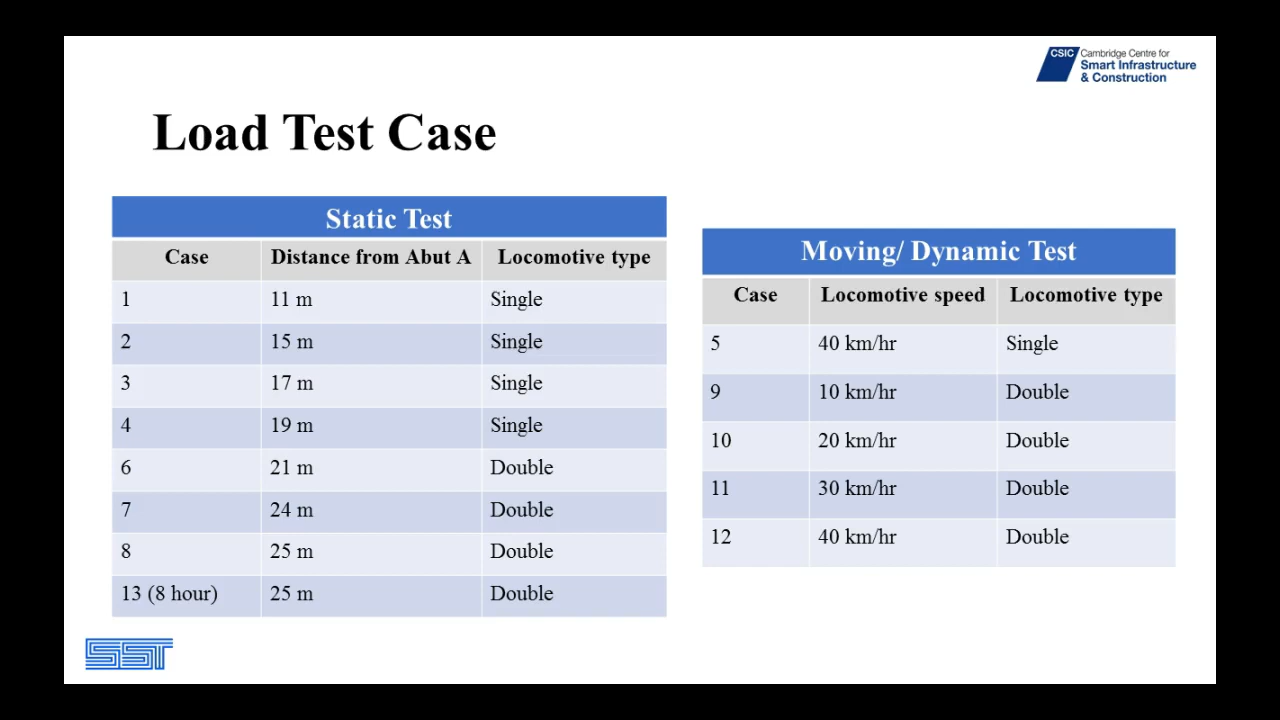 CSIC Cambridge Centre for
Smart Infrastructure
& Construction
Load Test Case
Static Test
Case Distance from Abut A Locomotive type
1 11 m Single
2 15 m Single
3 17 m Single
4 19 m Single
6 21 m Double
7 24 m Double
8 25 m Double
13 (8 hour) 25 m Double
Moving/ Dynamic Test
Case Locomotive speed Locomotive type
5 40 km/hr Single
9 10 km/hr Double
10 20 km/hr Double
11 30 km/hr Double
12 40 km/hr Double
SST